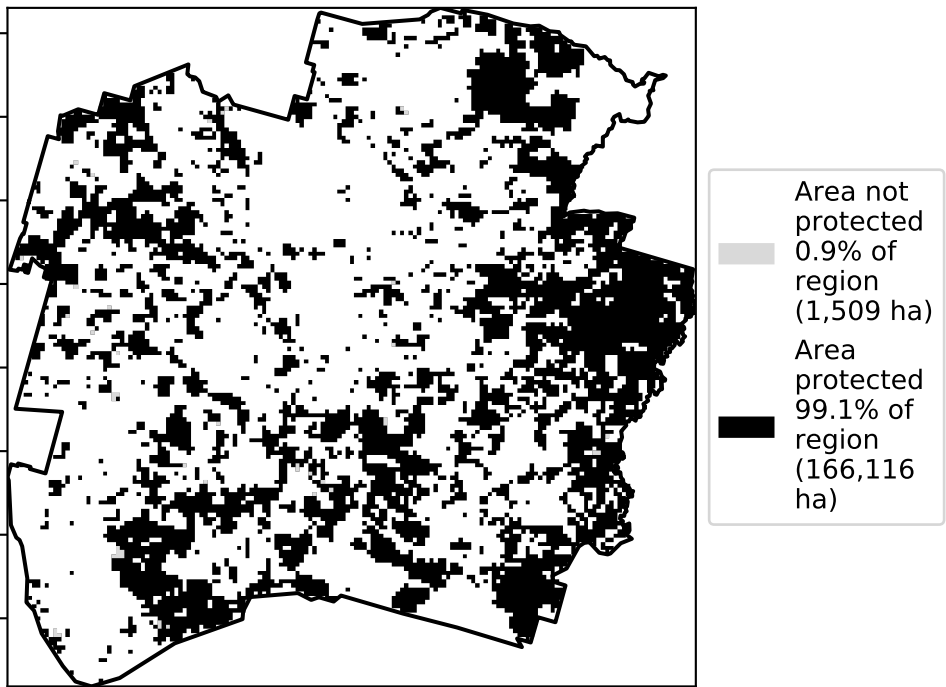 Area not
protected
0.9% of
region
(1,509 ha)
Area
protected
99.1% of
region
(166,116
ha)